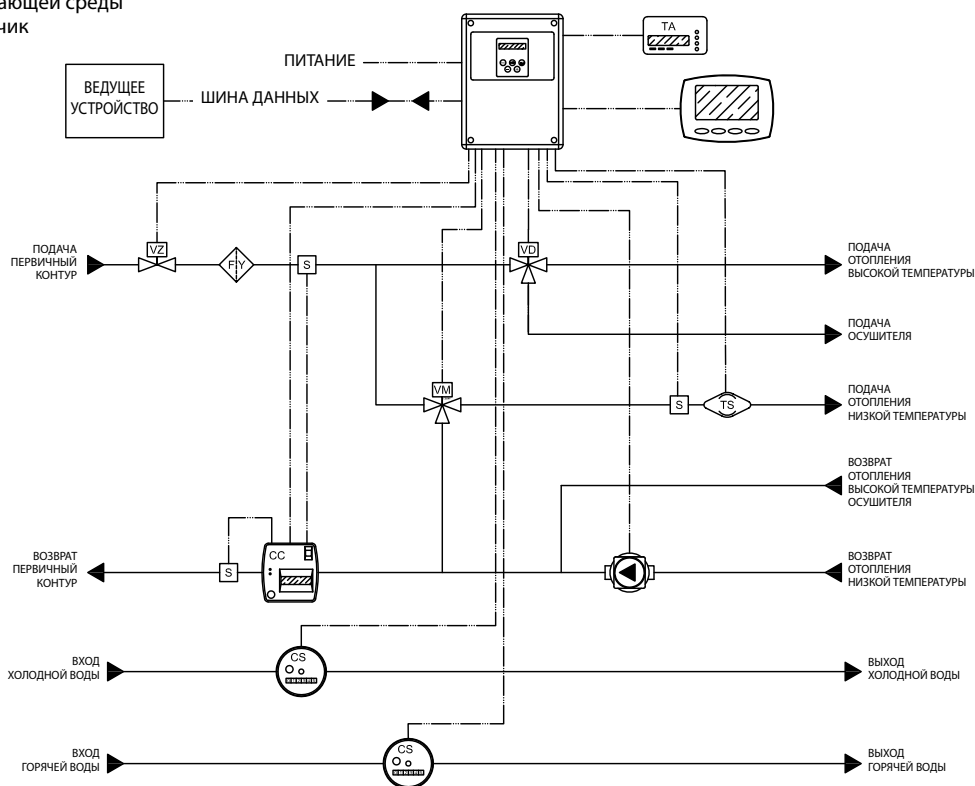 ающей среды
чик
TA
ПИТАНИЕ
ВЕДУЩЕЕ
УСТРОЙСТВО
ШИНА ДАННЫХ
ПОДАЧА
ПЕРВИЧНЫЙ
КОНТУР
VZ
FY
S
VD
ПОДАЧА
ОТОПЛЕНИЯ
ВЫСОКОЙ ТЕМПЕРАТУРЫ
ПОДАЧА
ОСУШИТЕЛЯ
VM
S
TS
ПОДАЧА
ОТОПЛЕНИЯ
НИЗКОЙ ТЕМПЕРАТУРЫ
ВОЗВРАТ
ОТОПЛЕНИЯ
ВЫСОКОЙ ТЕМПЕРАТУРЫ
ОСУШИТЕЛЯ
ВОЗВРАТ
ПЕРВИЧНЫЙ
КОНТУР
S
CC
ВОЗВРАТ
ОТОПЛЕНИЯ
НИЗКОЙ ТЕМПЕРАТУРЫ
ВХОД
ХОЛОДНОЙ ВОДЫ
CS
ВЫХОД
ХОЛОДНОЙ ВОДЫ
ВХОД
ГОРЯЧЕЙ ВОДЫ
CS
ВЫХОД
ГОРЯЧЕЙ ВОДЫ